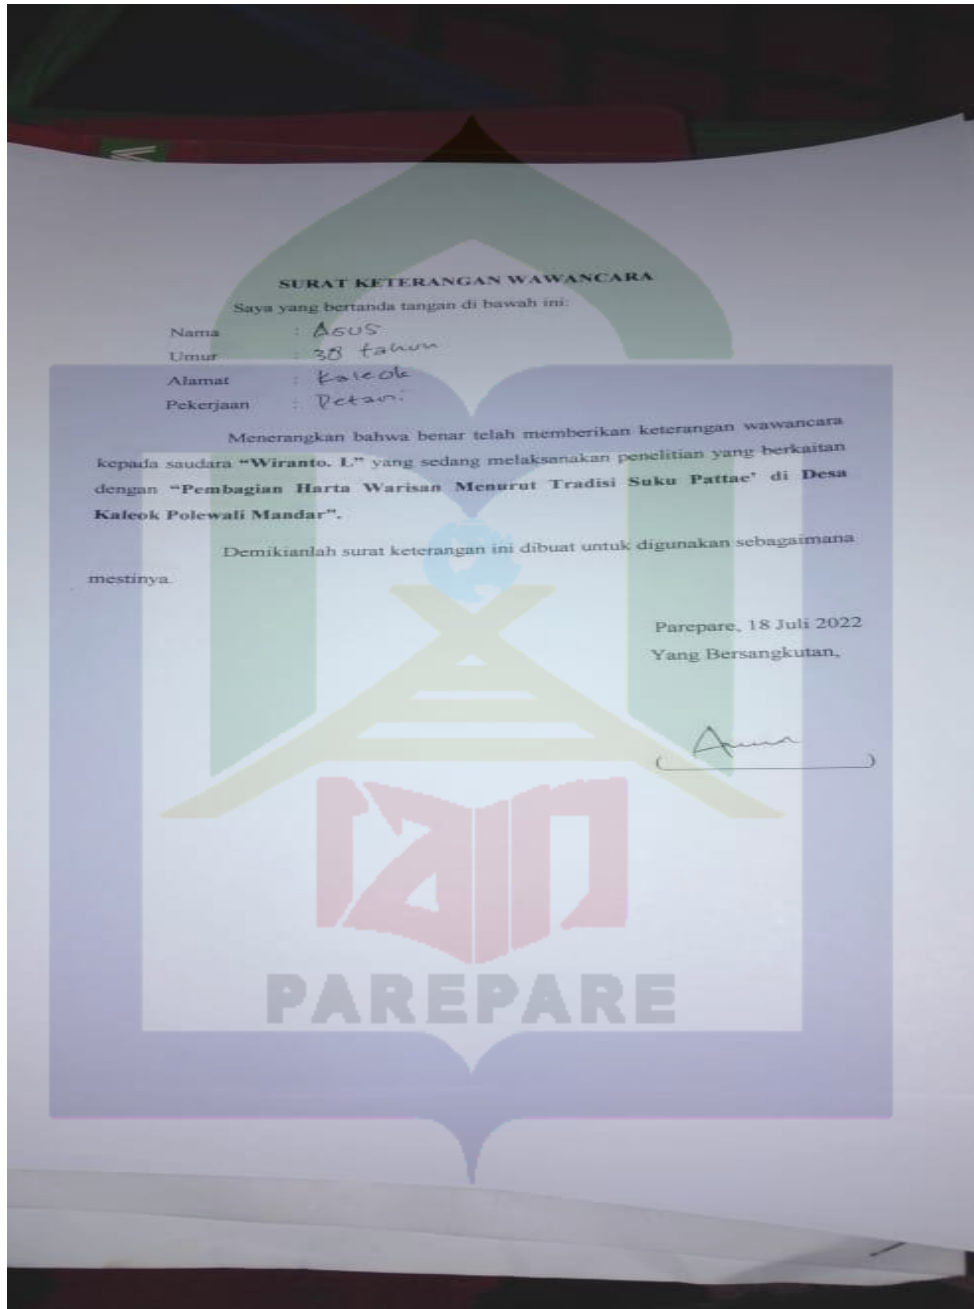 SURAT KETERANGAN WAWANCARA
Saya yang bertanda tangan di bawah ini:
Nama : Agus
Umur : 38 tahun
Alamat : Kaleok
Pekerjaan : Petani
Menerangkan bahwa benar telah memberikan keterangan wawancara
kepada saudara “Wiranto. L” yang sedang melaksanakan penelitian yang berkaitan
dengan “Pembagian Harta Warisan Menurut Tradisi Suku Pattae’ di Desa
Kaleok Polewali Mandar”.
Demikianlah surat keterangan ini dibuat untuk digunakan sebagaimana
mestinya.
Parepare, 18 Juli 2022
Yang Bersangkutan,
( )
IAIN
PAREPARE